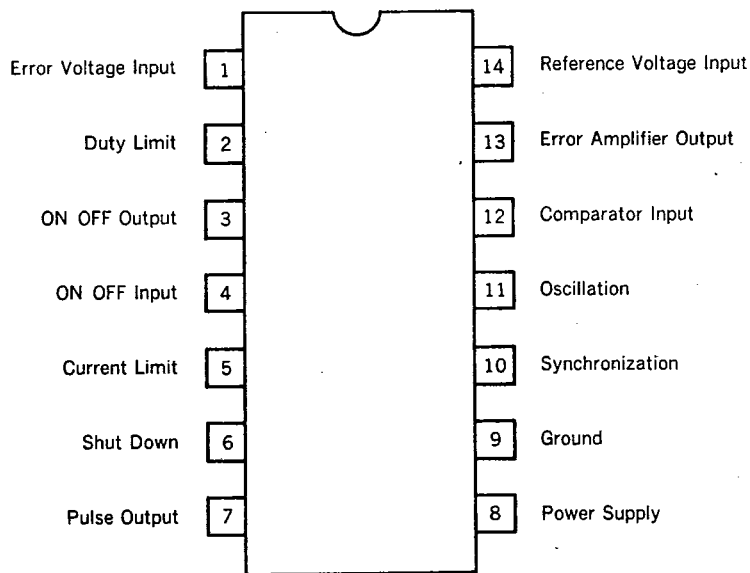 Error Voltage Input 1
14 Reference Voltage Input
Duty Limit 2
13 Error Amplifier Output
ON OFF Output 3
12 Comparator Input
ON OFF Input 4
11 Oscillation
Current Limit 5
10 Synchronization
Shut Down 6
9 Ground
Pulse Output 7
8 Power Supply